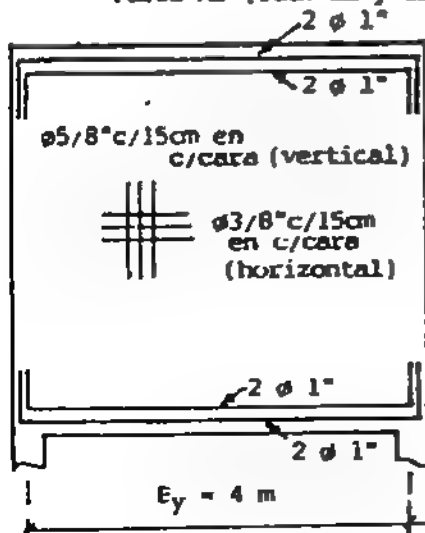 2 ø 1"
2 ø 1"
ø5/8"c/15cm en
c/cara (vertical)
ø3/8"c/15cm
en c/cara
(horizontal)
2 ø 1"
2 ø 1"
E_y = 4 m